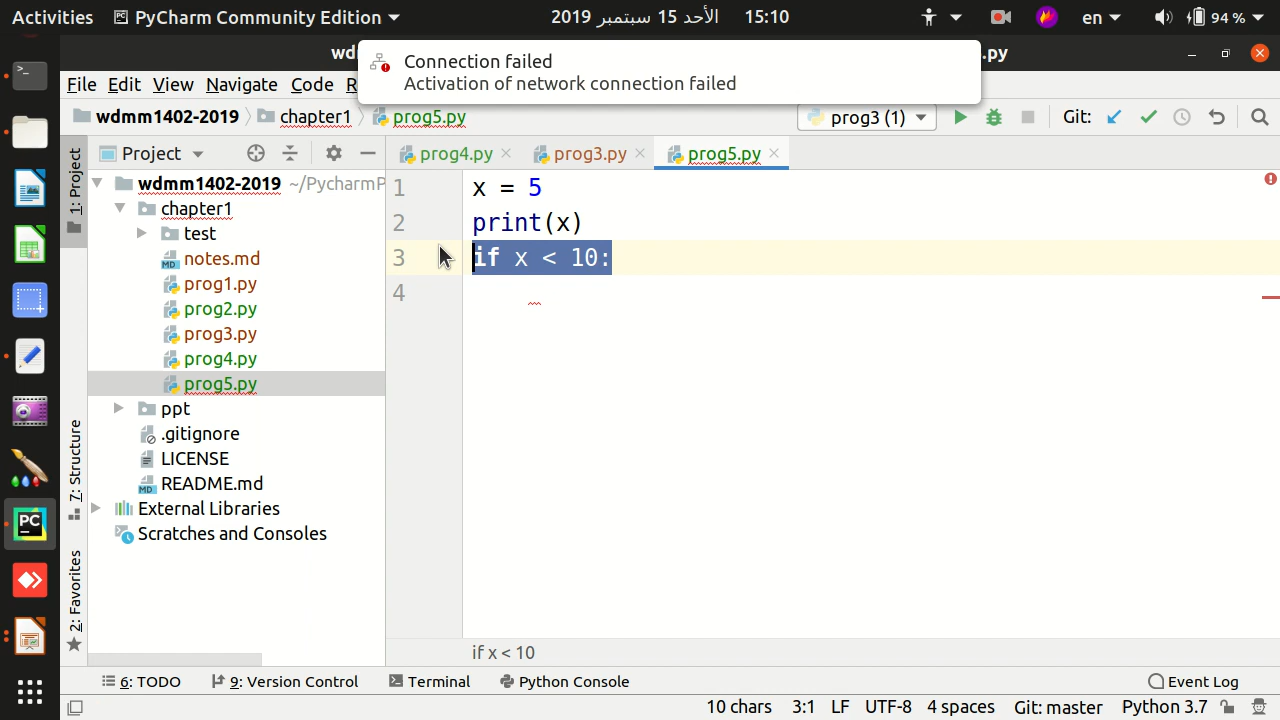 Activities PyCharm Community Edition 2019 الأحد 15 سبتمبر 15:10 en 94 %
Connection failed
Activation of network connection failed
wd .py
File Edit View Navigate Code R
wdmm1402-2019 chapter1 prog5.py prog3 (1) Git:
1: Project
Project
prog4.py prog3.py prog5.py
wdmm1402-2019 ~/PycharmP
chapter1
test
notes.md
prog1.py
prog2.py
prog3.py
prog4.py
prog5.py
ppt
.gitignore
LICENSE
README.md
External Libraries
Scratches and Consoles
7: Structure
2: Favorites
1 x = 5
2 print(x)
3 if x < 10:
4
if x < 10
6: TODO 9: Version Control Terminal Python Console Event Log
10 chars 3:1 LF UTF-8 4 spaces Git: master Python 3.7